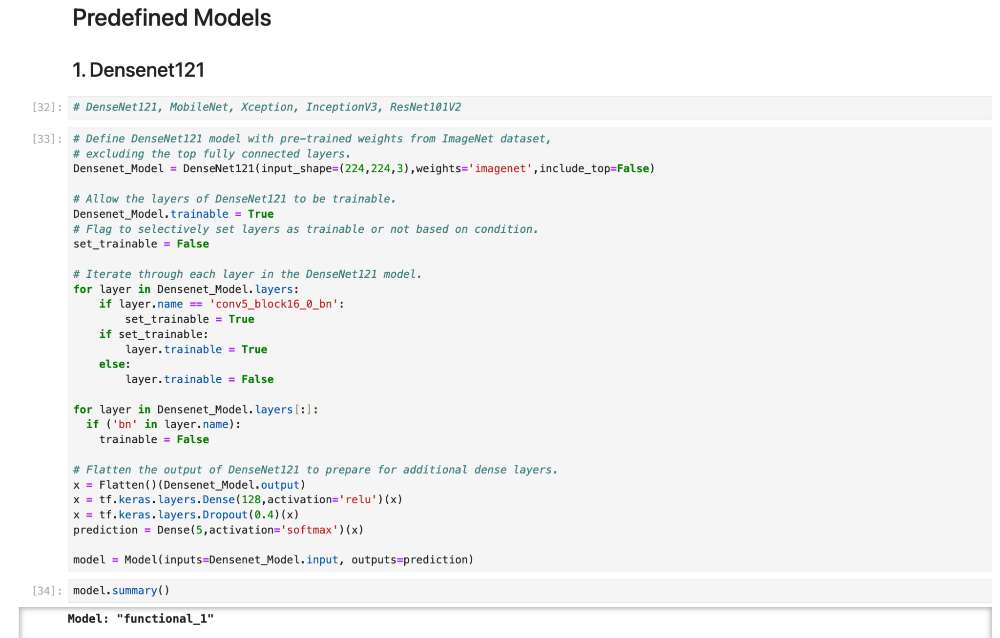 Predefined Models
1. Densenet121
[32]: # DenseNet121, MobileNet, Xception, InceptionV3, ResNet101V2
[33]: # Define DenseNet121 model with pre-trained weights from ImageNet dataset,
# excluding the top fully connected layers.
Densenet_Model = DenseNet121(input_shape=(224,224,3),weights='imagenet',include_top=False)
# Allow the layers of DenseNet121 to be trainable.
Densenet_Model.trainable = True
# Flag to selectively set layers as trainable or not based on condition.
set_trainable = False
# Iterate through each layer in the DenseNet121 model.
for layer in Densenet_Model.layers:
    if layer.name == 'conv5_block16_0_bn':
        set_trainable = True
    if set_trainable:
        layer.trainable = True
    else:
        layer.trainable = False
for layer in Densenet_Model.layers[:]:
  if ('bn' in layer.name):
    trainable = False
# Flatten the output of DenseNet121 to prepare for additional dense layers.
x = Flatten()(Densenet_Model.output)
x = tf.keras.layers.Dense(128,activation='relu')(x)
x = tf.keras.layers.Dropout(0.4)(x)
prediction = Dense(5,activation='softmax')(x)
model = Model(inputs=Densenet_Model.input, outputs=prediction)
[34]: model.summary()
Model: "functional_1"